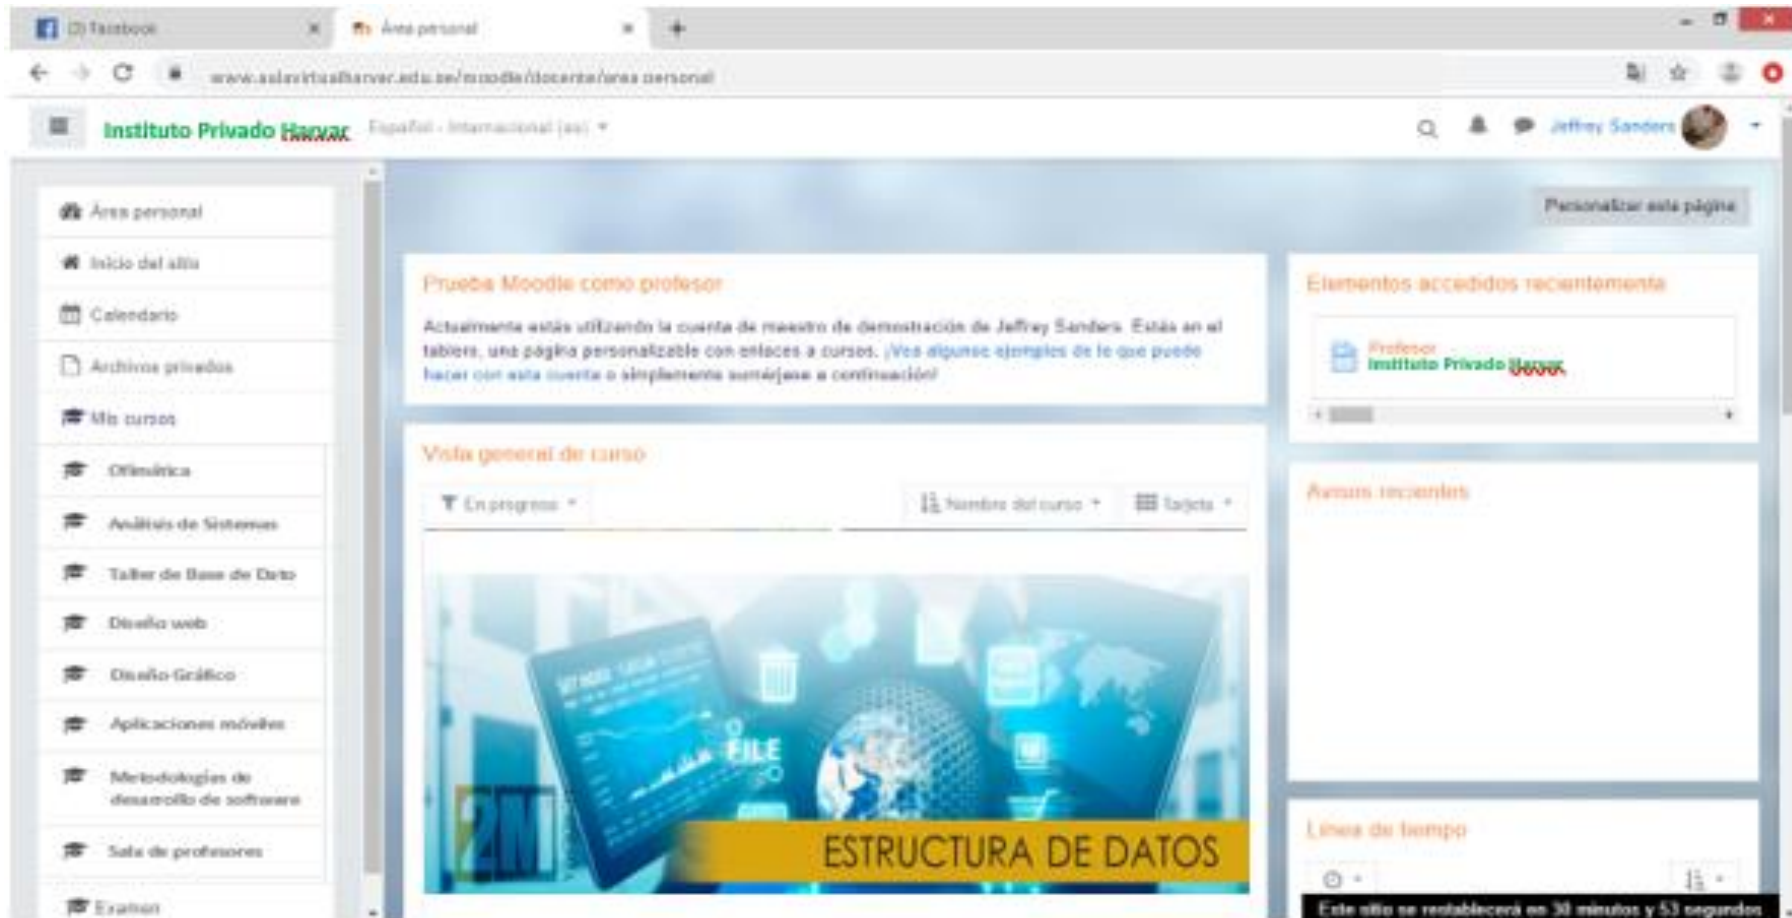 (2) Facebook
Área personal
www.aulavirtualharver.edu.se/moodle/docente/area personal
Instituto Privado Harvar Español - Internacional (es)
Jeffrey Sanders
Personalizar esta página
Área personal
Inicio del sitio
Calendario
Archivos privados
Mis cursos
Ofimática
Análisis de Sistemas
Taller de Base de Dato
Diseño web
Diseño Gráfico
Aplicaciones móviles
Metodologías de
desarrollo de software
Sala de profesores
Examen
Prueba Moodle como profesor
Actualmente estás utilizando la cuenta de maestro de demostración de Jeffrey Sanders. Estás en el
tablero, una página personalizable con enlaces a cursos. ¡Vea algunos ejemplos de lo que puede
hacer con esta cuenta o simplemente sumérjase a continuación!
Vista general de curso
En progreso
Nombre del curso
Tarjeta
FILE
2M
ESTRUCTURA DE DATOS
Elementos accedidos recientemente
Profesor
Instituto Privado Harvar
Avisos recientes
Línea de tiempo
Este sitio se restablecerá en 30 minutos y 53 segundos